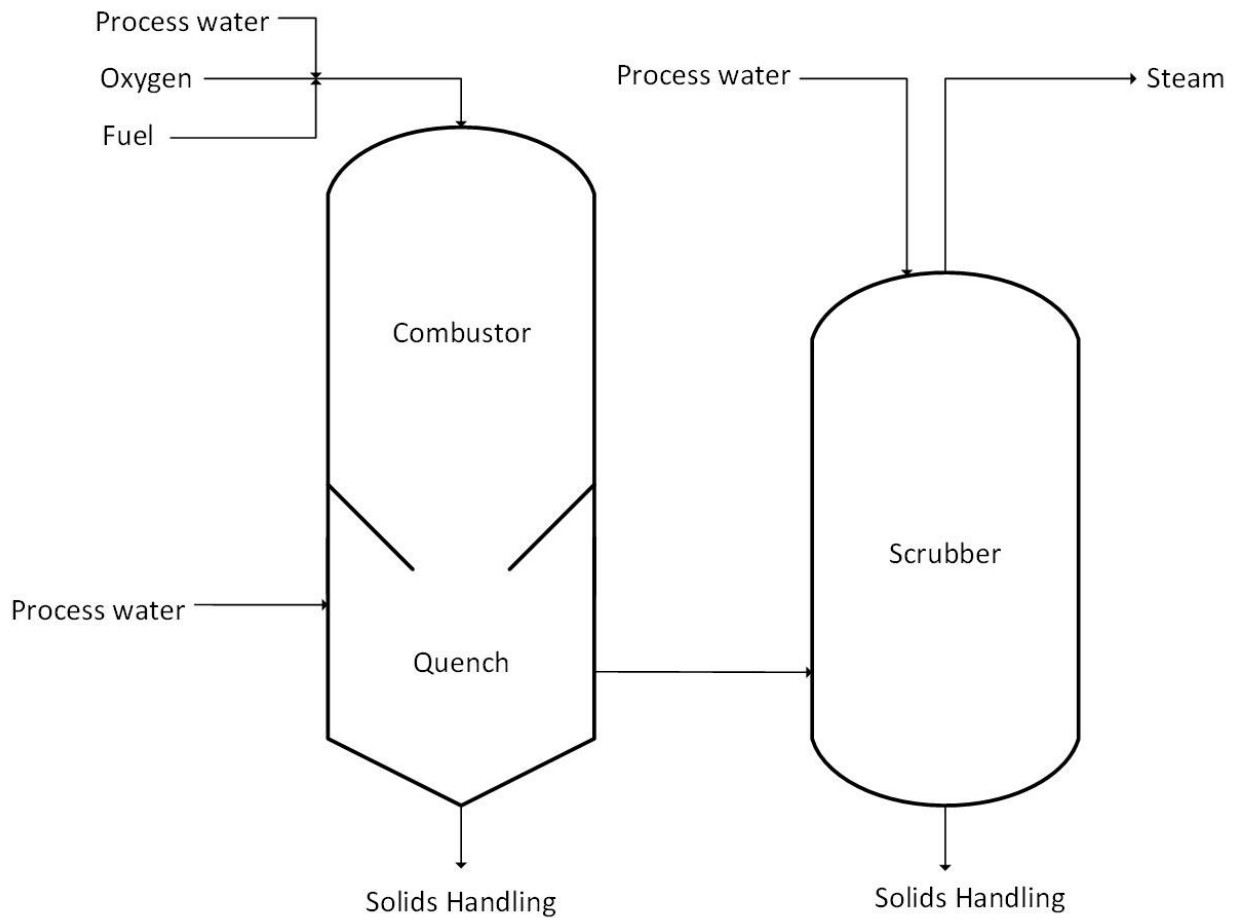 Process water
Oxygen
Fuel
Process water
Steam
Combustor
Scrubber
Process water
Quench
Solids Handling
Solids Handling